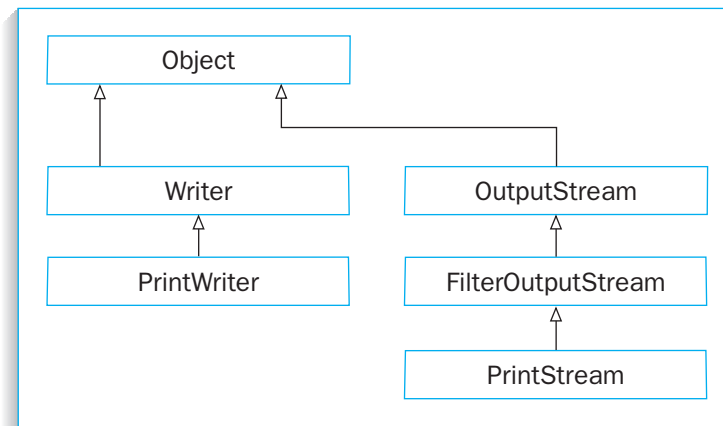 Object
Writer
OutputStream
PrintWriter
FilterOutputStream
PrintStream